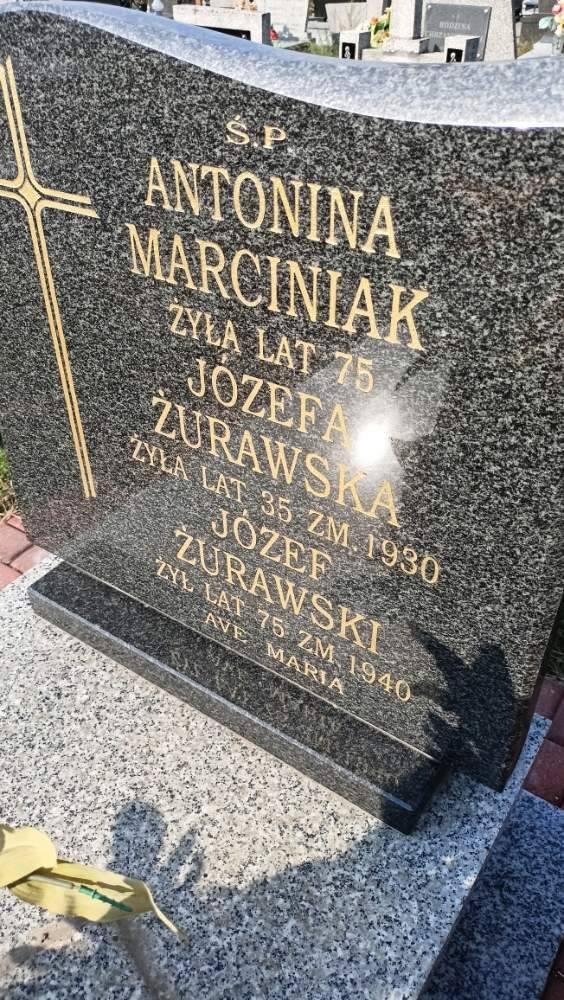 RODZINA
Ś.P
ANTONINA
MARCINIAK
ŻYŁA LAT 75
JÓZEFA
ŻURAWSKA
ŻYŁA LAT 35 ZM. 1930
JÓZEF
ŻURAWSKI
ŻYŁ LAT 75 ZM. 1940
AVE MARIA